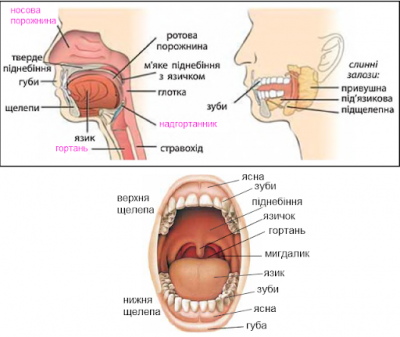 носова
порожнина
ротова
порожнина
тверде
піднебіння
м'яке піднебіння
з язичком
губи
глотка
щелепи
надгортанник
язик
гортань
стравохід
слинні
залози:
зуби
привушна
під'язикова
підщелепна
ясна
верхня
щелепа
зуби
піднебіння
язичок
гортань
мигдалик
язик
нижня
щелепа
зуби
ясна
губа